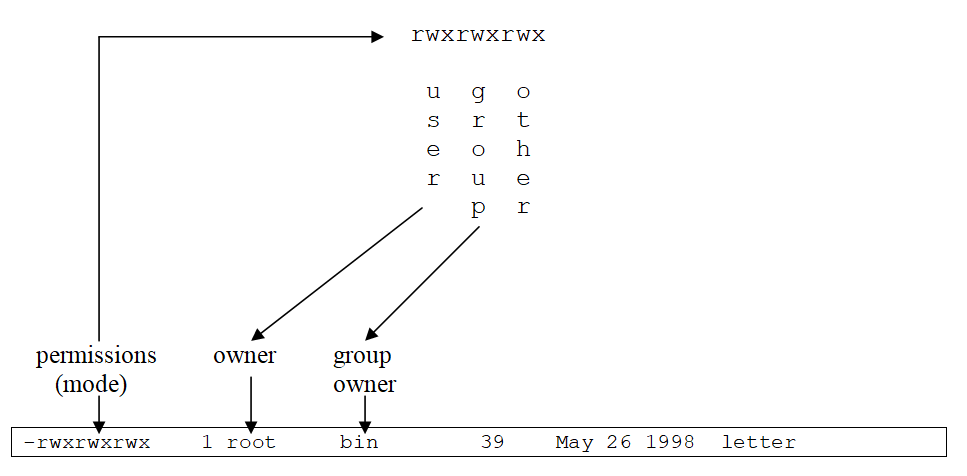 rwxrwxrwx
u g o
s r t
e o h
r u e
p r
permissions owner group
(mode) owner
-rwxrwxrwx 1 root bin 39 May 26 1998 letter